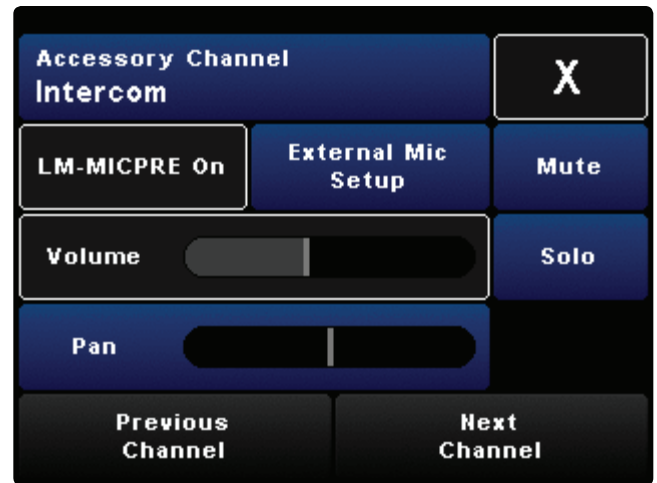 Accessory Channel
Intercom
X
LM-MICPRE On
External Mic
Setup
Mute
Volume
Solo
Pan
Previous
Channel
Next
Channel